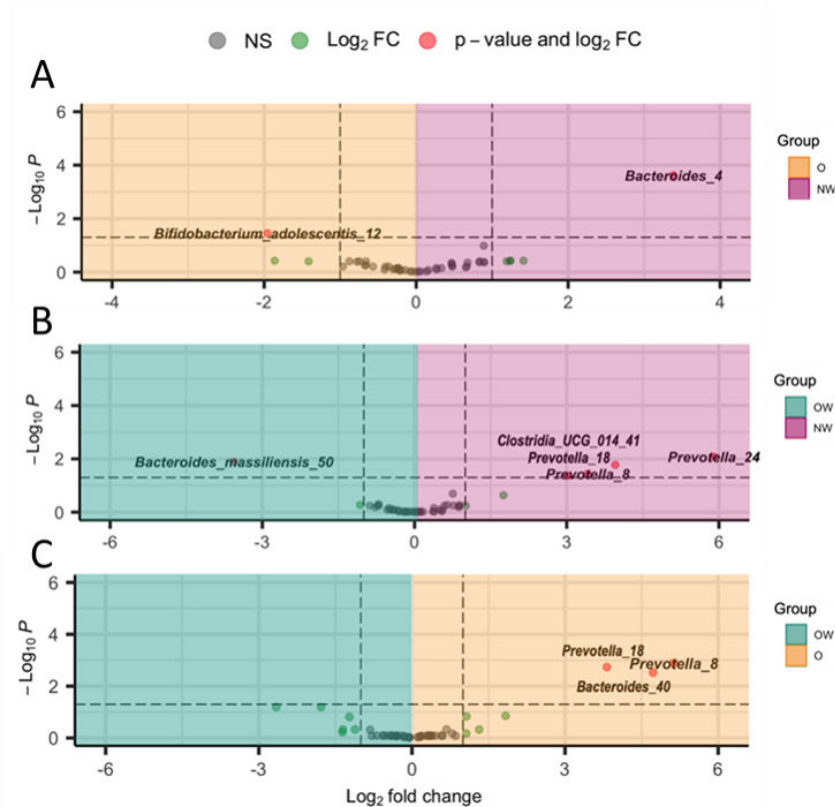 NS Log₂ FC p – value and log₂ FC
A
6
4
2
0
– Log₁₀ P
Bacteroides_4
Bifidobacterium_adolescentis_12
-4 -2 0 2 4
Group
O
NW
B
6
4
2
0
– Log₁₀ P
Clostridia_UCG_014_41
Prevotella_18
Prevotella_24
Bacteroides_massiliensis_50
Prevotella_8
-6 -3 0 3 6
Group
OW
NW
C
6
4
2
0
– Log₁₀ P
Prevotella_18
Prevotella_8
Bacteroides_40
-6 -3 0 3 6
Log₂ fold change
Group
OW
O